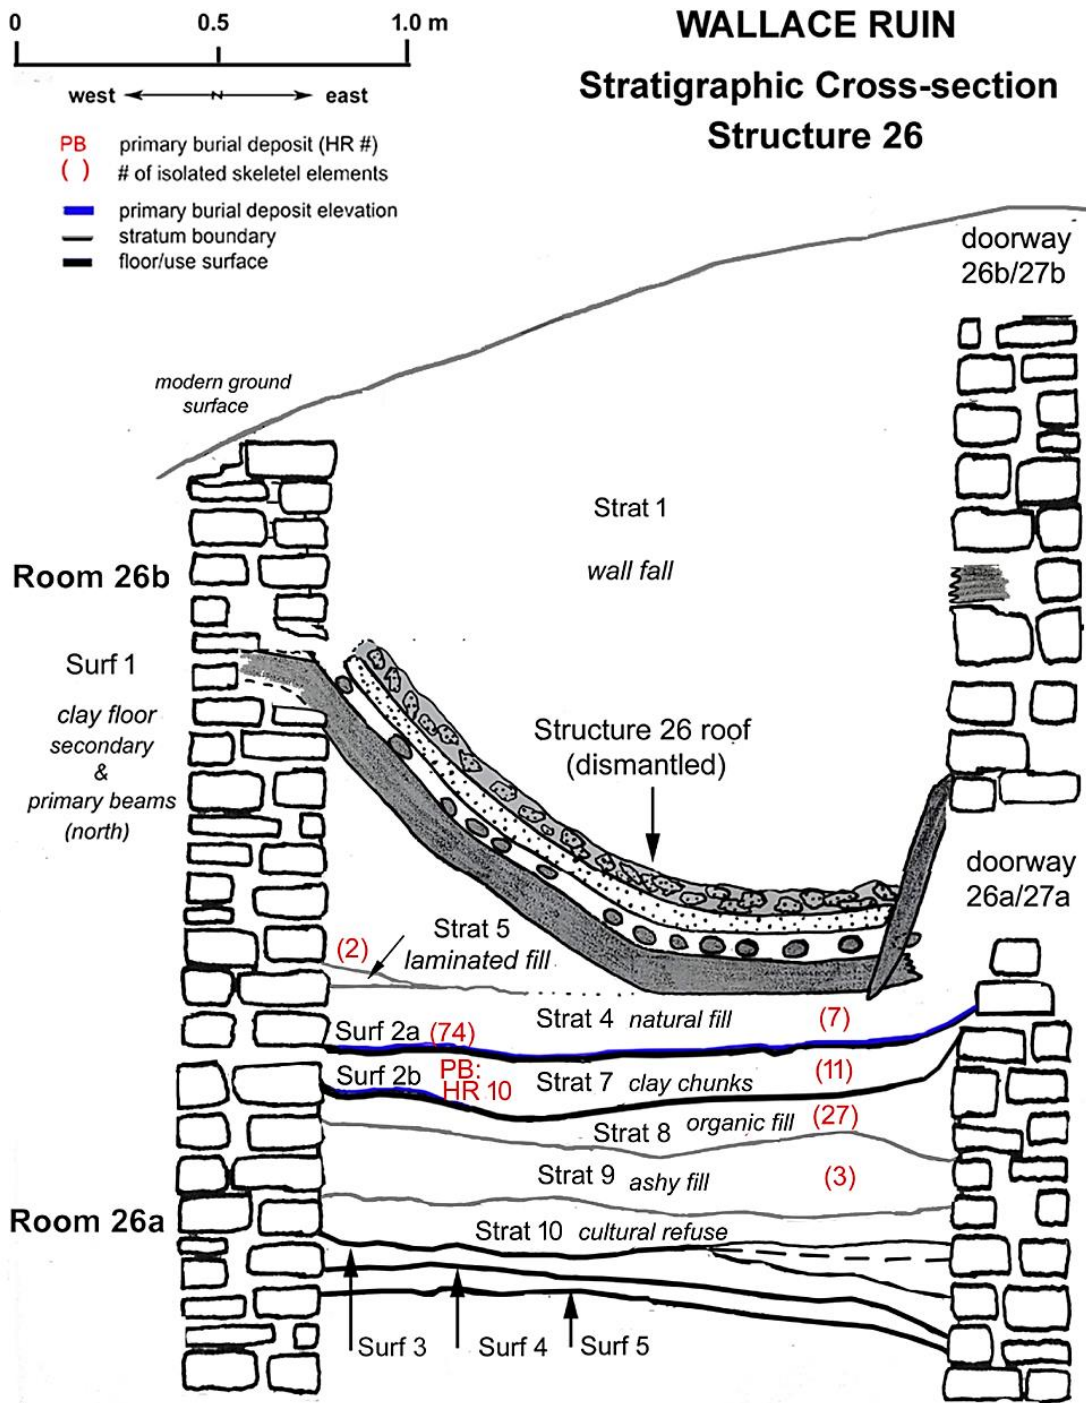 0 0.5 1.0 m
WALLACE RUIN
Stratigraphic Cross-section
Structure 26
west N east
PB primary burial deposit (HR #)
( ) # of isolated skeletel elements
primary burial deposit elevation
stratum boundary
floor/use surface
doorway
26b/27b
modern ground
surface
Strat 1
wall fall
Room 26b
Surf 1
clay floor
secondary
&
primary beams
(north)
Structure 26 roof
(dismantled)
doorway
26a/27a
(2)
Strat 5
laminated fill
Strat 4 natural fill (7)
Surf 2a (74)
PB:
HR 10
Surf 2b
Strat 7 clay chunks (11)
Strat 8 organic fill (27)
Strat 9 ashy fill (3)
Room 26a
Strat 10 cultural refuse
Surf 3 Surf 4 Surf 5